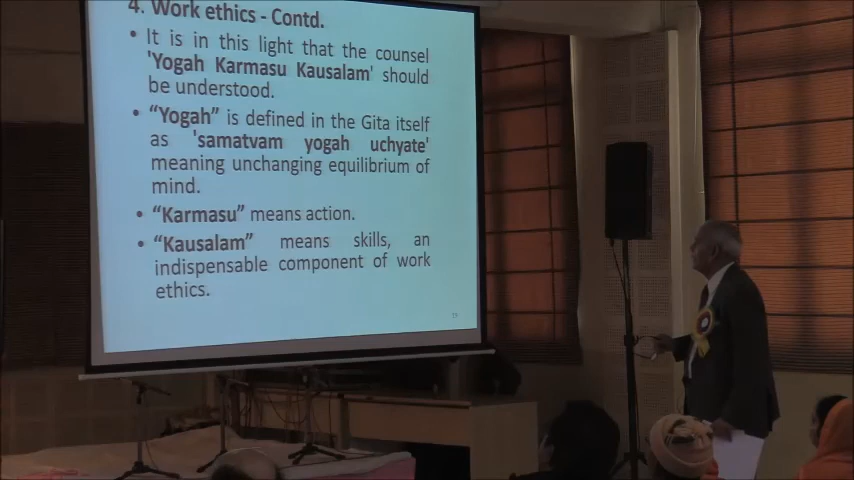 4. Work ethics - Contd.
• It is in this light that the counsel
'Yogah Karmasu Kausalam' should
be understood.
• "Yogah" is defined in the Gita itself
as 'samatvam yogah uchyate'
meaning unchanging equilibrium of
mind.
• "Karmasu" means action.
• "Kausalam" means skills, an
indispensable component of work
ethics.